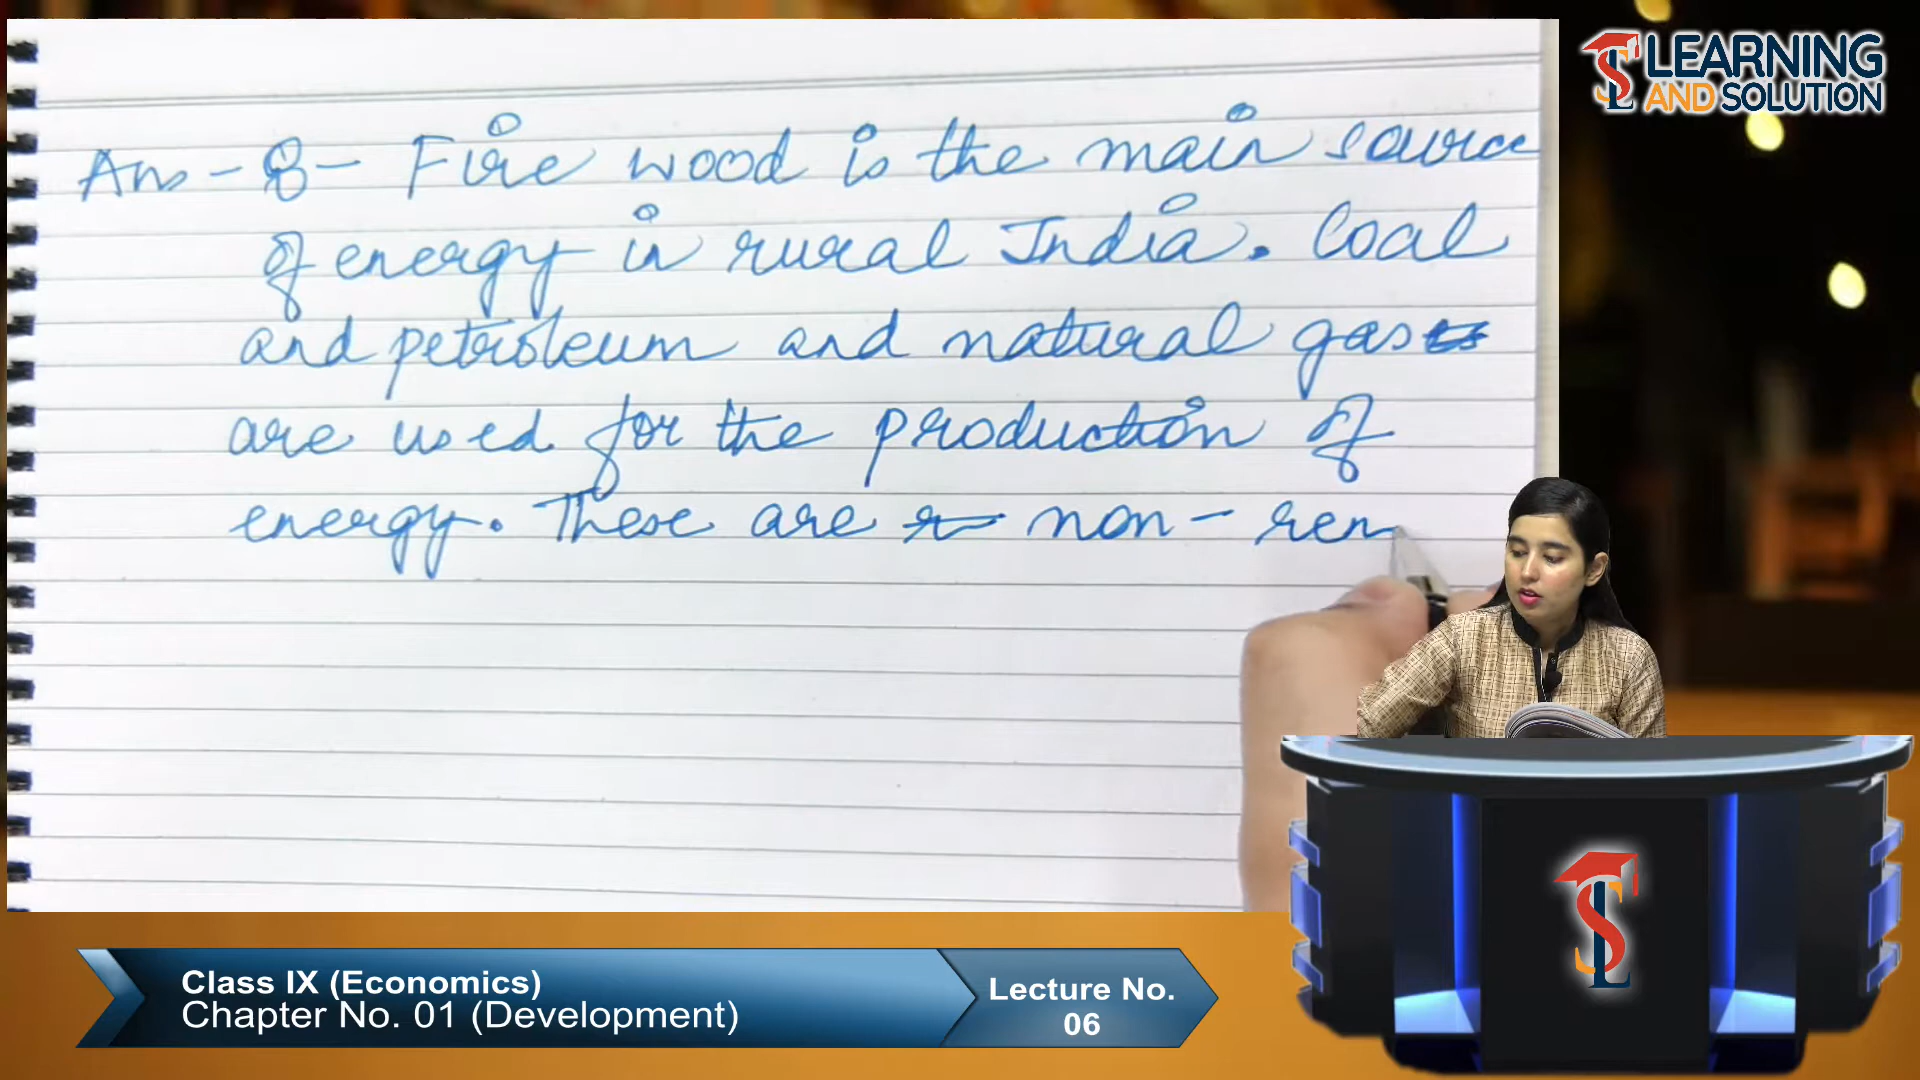 LEARNING
AND SOLUTION
Ans - 8 - Fire wood is the main source
of energy in rural India. Coal
and petroleum and natural gas
are used for the production of
energy. These are non - ren
Class IX (Economics)
Chapter No. 01 (Development)
Lecture No.
06